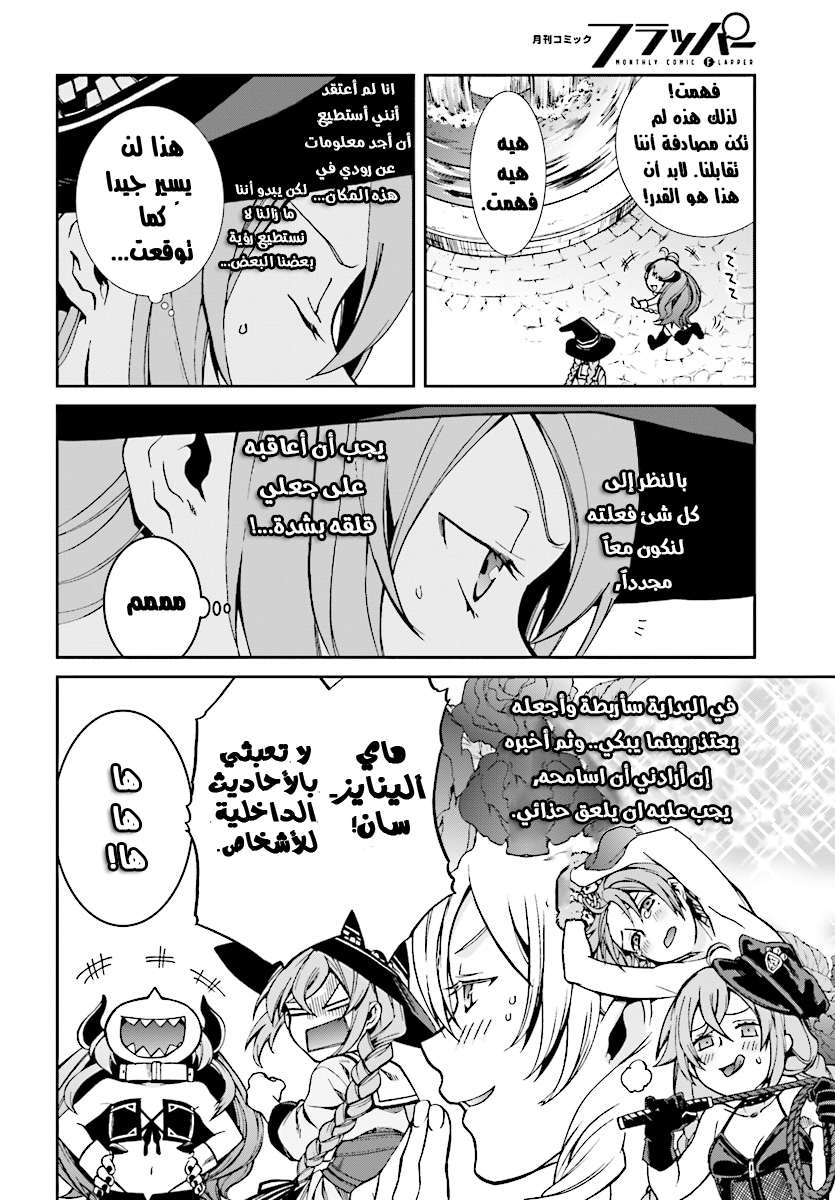 月刊コミック
フラッパー
MONTHLY COMIC FLAPPER
فهمت!
لذلك هذه لم
تكن مصادفة أننا
تقابلنا. لابد أن
هذا هو القدر!
هيه
هيه
فهمت.
انا لم أعتقد
أنني أستطيع
أن أجد معلومات
عن رودي في
هذه المكان...
لكن يبدو أننا
ما زالنا لا
نستطيع رؤية
بعضنا البعض...
هذا لن
يسير جيدا
كما
توقعت...
بالنظر إلى
كل شئ فعلته
لنكون معاً
مجدداً,
يجب أن أعاقبه
على جعلي
قلقه بشدة...!
مممم
في البداية سأربطة وأجعله
يعتذر بينما يبكي.. وثم أخبره
إن أرادني أن اسامحه,
يجب عليه ان يلعق حذائي.
هاي
ألينايز-
سان!
لا تعبثي
بالأحاديث
الداخلية
للأشخاص.
ها
ها
ها!